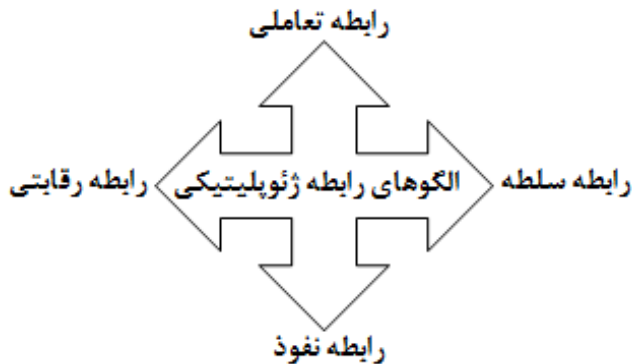 رابطه تعاملی
رابطه سلطه
الگوهای رابطه ژئوپلیتیکی
رابطه رقابتی
رابطه نفوذ